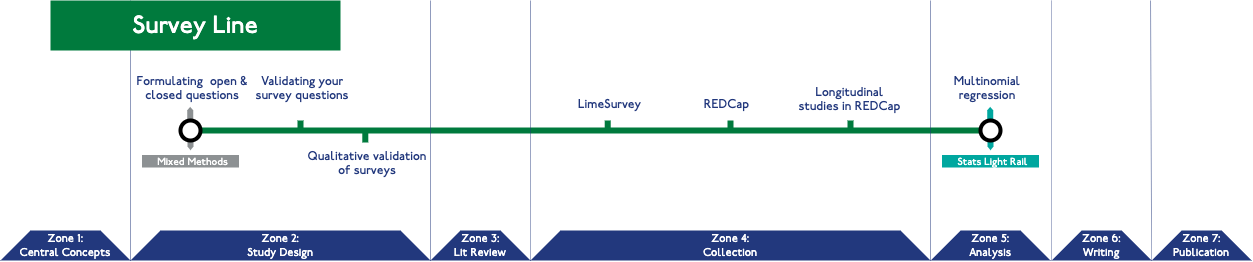 Survey Line
Formulating  open &
closed questions
Validating your
survey questions
LimeSurvey
REDCap
Longitudinal
studies in REDCap
Multinomial
regression
Mixed Methods
Qualitative validation
of surveys
Stats Light Rail
Zone 1:
Central Concepts
Zone 2:
Study Design
Zone 3:
Lit Review
Zone 4:
Collection
Zone 5:
Analysis
Zone 6:
Writing
Zone 7:
Publication